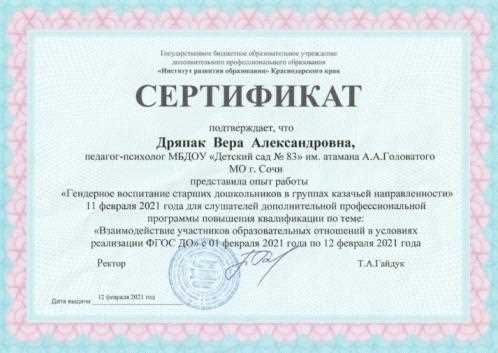 Государственное бюджетное образовательное учреждение
дополнительного профессионального образования
«Институт развития образования» Краснодарского края
СЕРТИФИКАТ
подтверждает, что
Дряпак Вера Александровна,
педагог-психолог МБДОУ «Детский сад № 83» им. атамана А.А.Головатого
МО г. Сочи
представила опыт работы
«Гендерное воспитание старших дошкольников в группах казачьей направленности»
11 февраля 2021 года для слушателей дополнительной профессиональной
программы повышения квалификации по теме:
«Взаимодействие участников образовательных отношений в условиях
реализации ФГОС ДО» с 01 февраля 2021 года по 12 февраля 2021 года
Ректор Т.А.Гайдук
Дата выдачи 12 февраля 2021 год